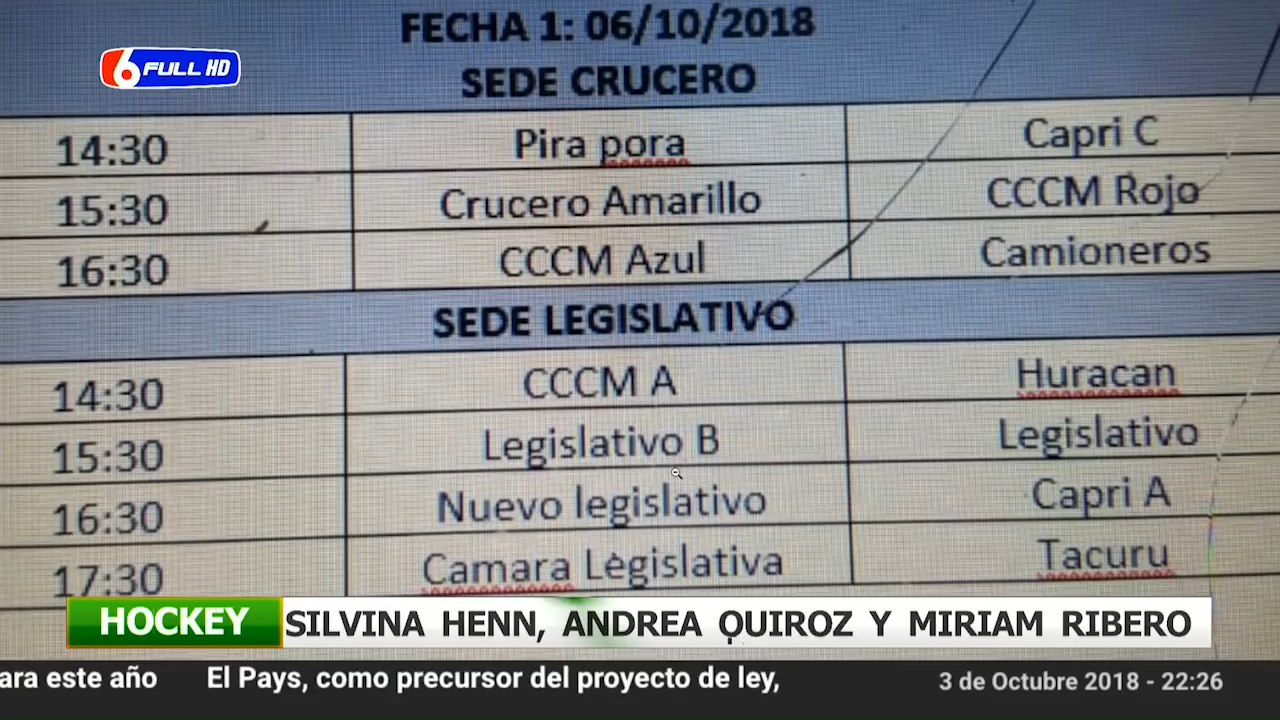 FECHA 1: 06/10/2018
6 FULL HD
SEDE CRUCERO
14:30 Pira pora Capri C
15:30 Crucero Amarillo CCCM Rojo
16:30 CCCM Azul Camioneros
SEDE LEGISLATIVO
14:30 CCCM A Huracan
15:30 Legislativo B Legislativo
16:30 Nuevo legislativo Capri A
17:30 Camara Legislativa Tacuru
HOCKEY SILVINA HENN, ANDREA QUIROZ Y MIRIAM RIBERO
ara este año El Pays, como precursor del proyecto de ley, 3 de Octubre 2018 - 22:26